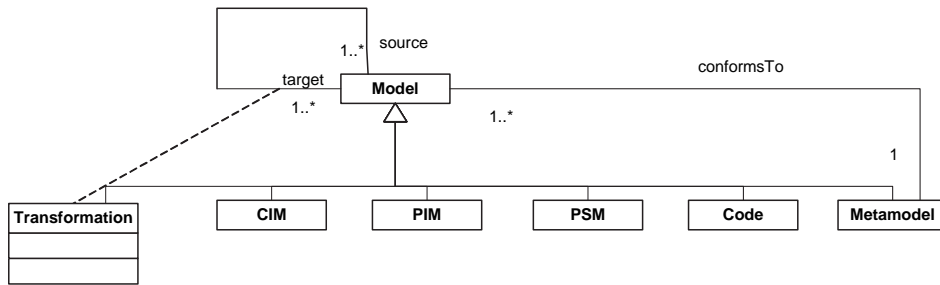 source
1..*
target
Model
conformsTo
1..*
1..*
1
Transformation
CIM
PIM
PSM
Code
Metamodel